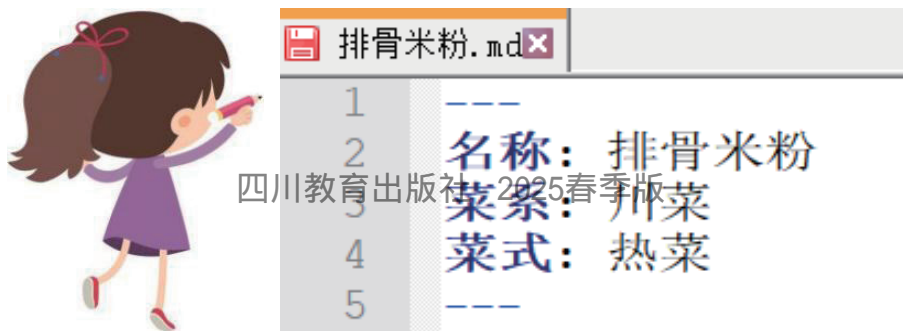 排骨米粉.md
1 ---
2 名称：排骨米粉
四川教育出版社 2025春季版
3 菜系：川菜
4 菜式：热菜
5 ---